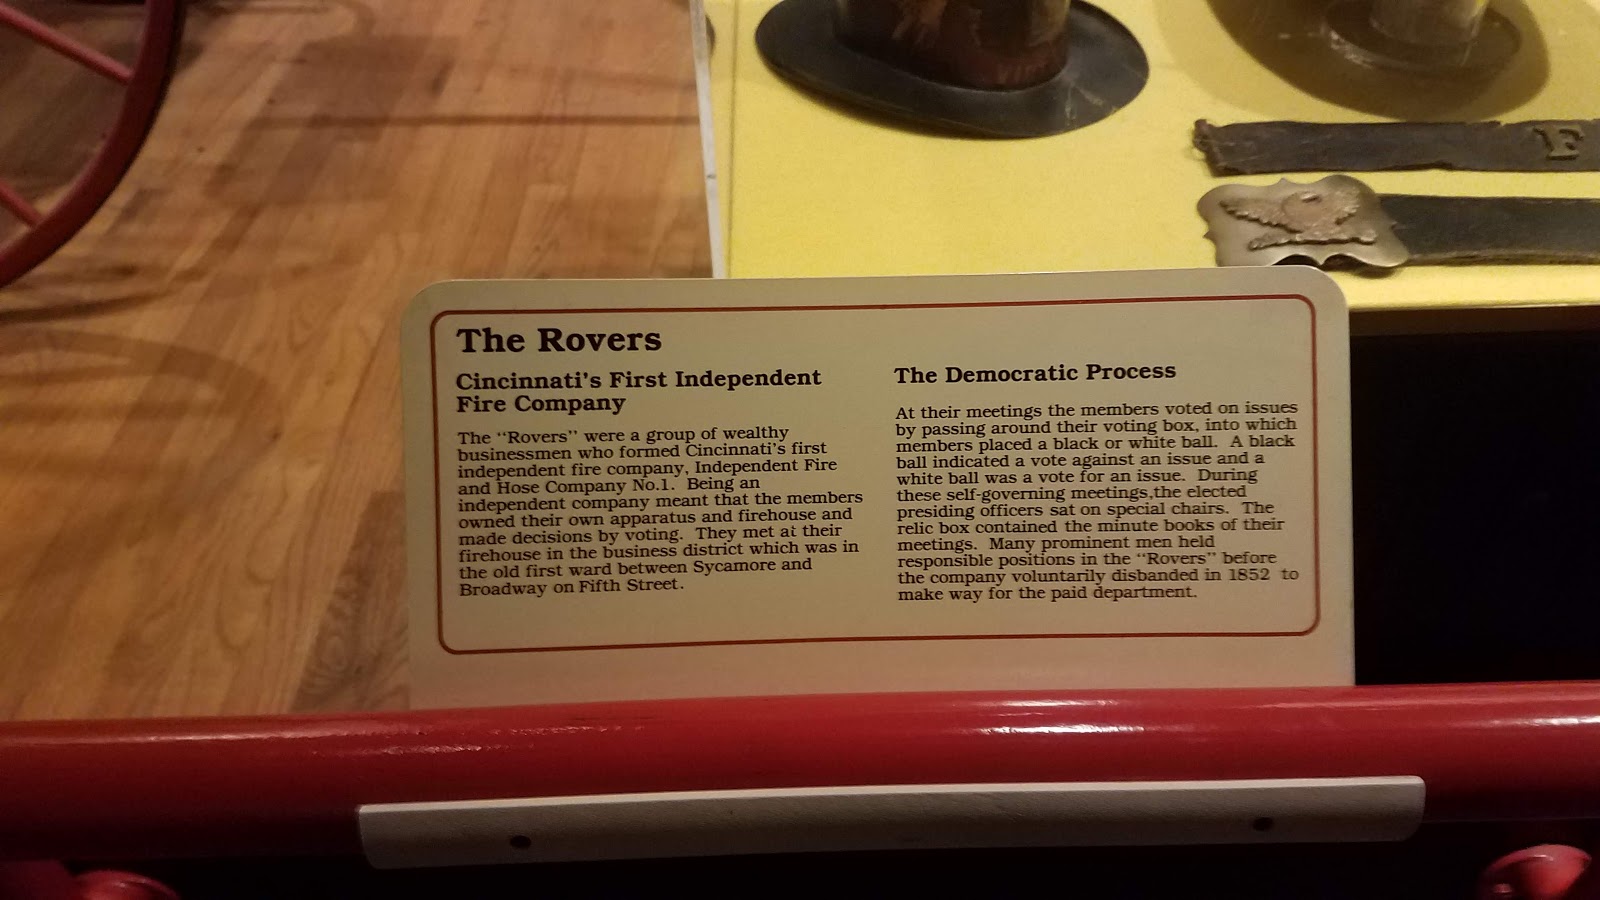 F
The Rovers
Cincinnati's First Independent
Fire Company
The "Rovers" were a group of wealthy
businessmen who formed Cincinnati's first
independent fire company, Independent Fire
and Hose Company No.1. Being an
independent company meant that the members
owned their own apparatus and firehouse and
made decisions by voting. They met at their
firehouse in the business district which was in
the old first ward between Sycamore and
Broadway on Fifth Street.
The Democratic Process
At their meetings the members voted on issues
by passing around their voting box, into which
members placed a black or white ball. A black
ball indicated a vote against an issue and a
white ball was a vote for an issue. During
these self-governing meetings,the elected
presiding officers sat on special chairs. The
relic box contained the minute books of their
meetings. Many prominent men held
responsible positions in the "Rovers" before
the company voluntarily disbanded in 1852 to
make way for the paid department.